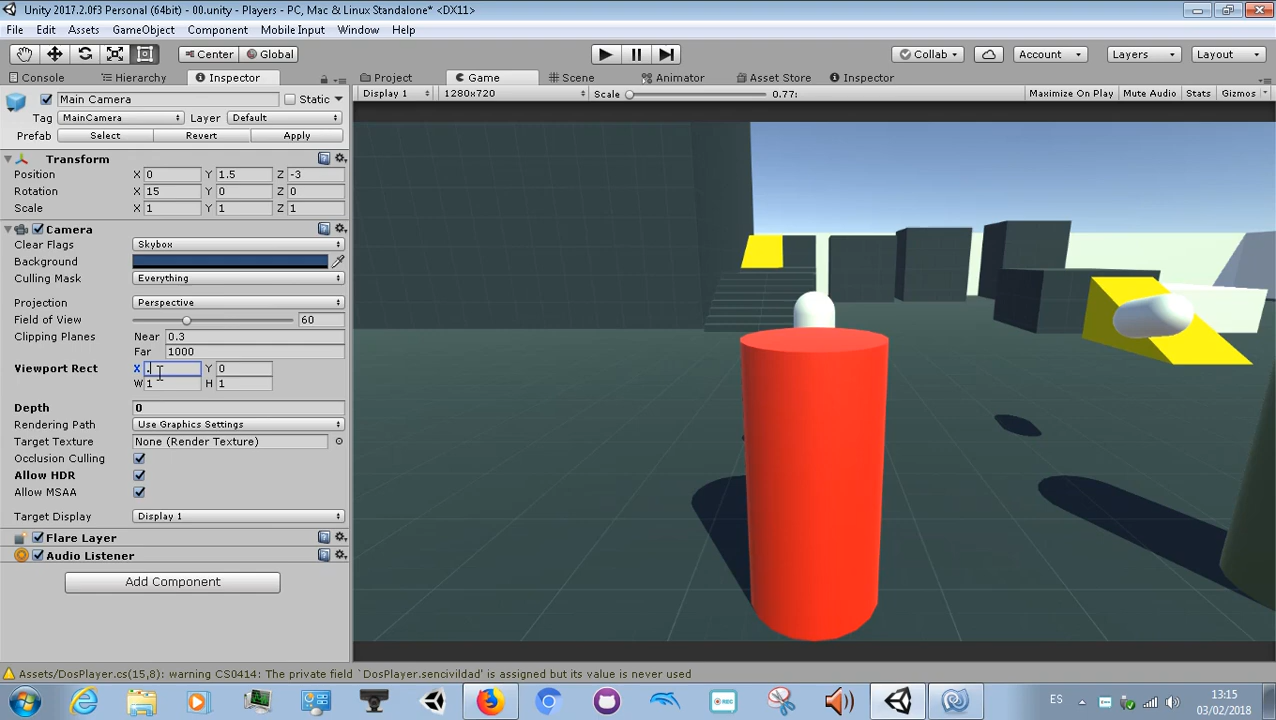 Unity 2017.2.0f3 Personal (64bit) - 00.unity - Players - PC, Mac & Linux Standalone* <DX11>
File Edit Assets GameObject Component Mobile Input Window Help
Center Global Collab Account Layers Layout
Console Hierarchy Inspector Project Game Scene Animator Asset Store Inspector
Display 1 1280x720 Scale 0.77: Maximize On Play Mute Audio Stats Gizmos
Main Camera Static
Tag MainCamera Layer Default
Prefab Select Revert Apply
Transform
Position X 0 Y 1.5 Z -3
Rotation X 15 Y 0 Z 0
Scale X 1 Y 1 Z 1
Camera
Clear Flags Skybox
Background
Culling Mask Everything
Projection Perspective
Field of View 60
Clipping Planes Near 0.3
Far 1000
Viewport Rect X . Y 0
W 1 H 1
Depth 0
Rendering Path Use Graphics Settings
Target Texture None (Render Texture)
Occlusion Culling
Allow HDR
Allow MSAA
Target Display Display 1
Flare Layer
Audio Listener
Add Component
Assets/DosPlayer.cs(15,8): warning CS0414: The private field `DosPlayer.sencivildad' is assigned but its value is never used
REC ES 13:15
03/02/2018